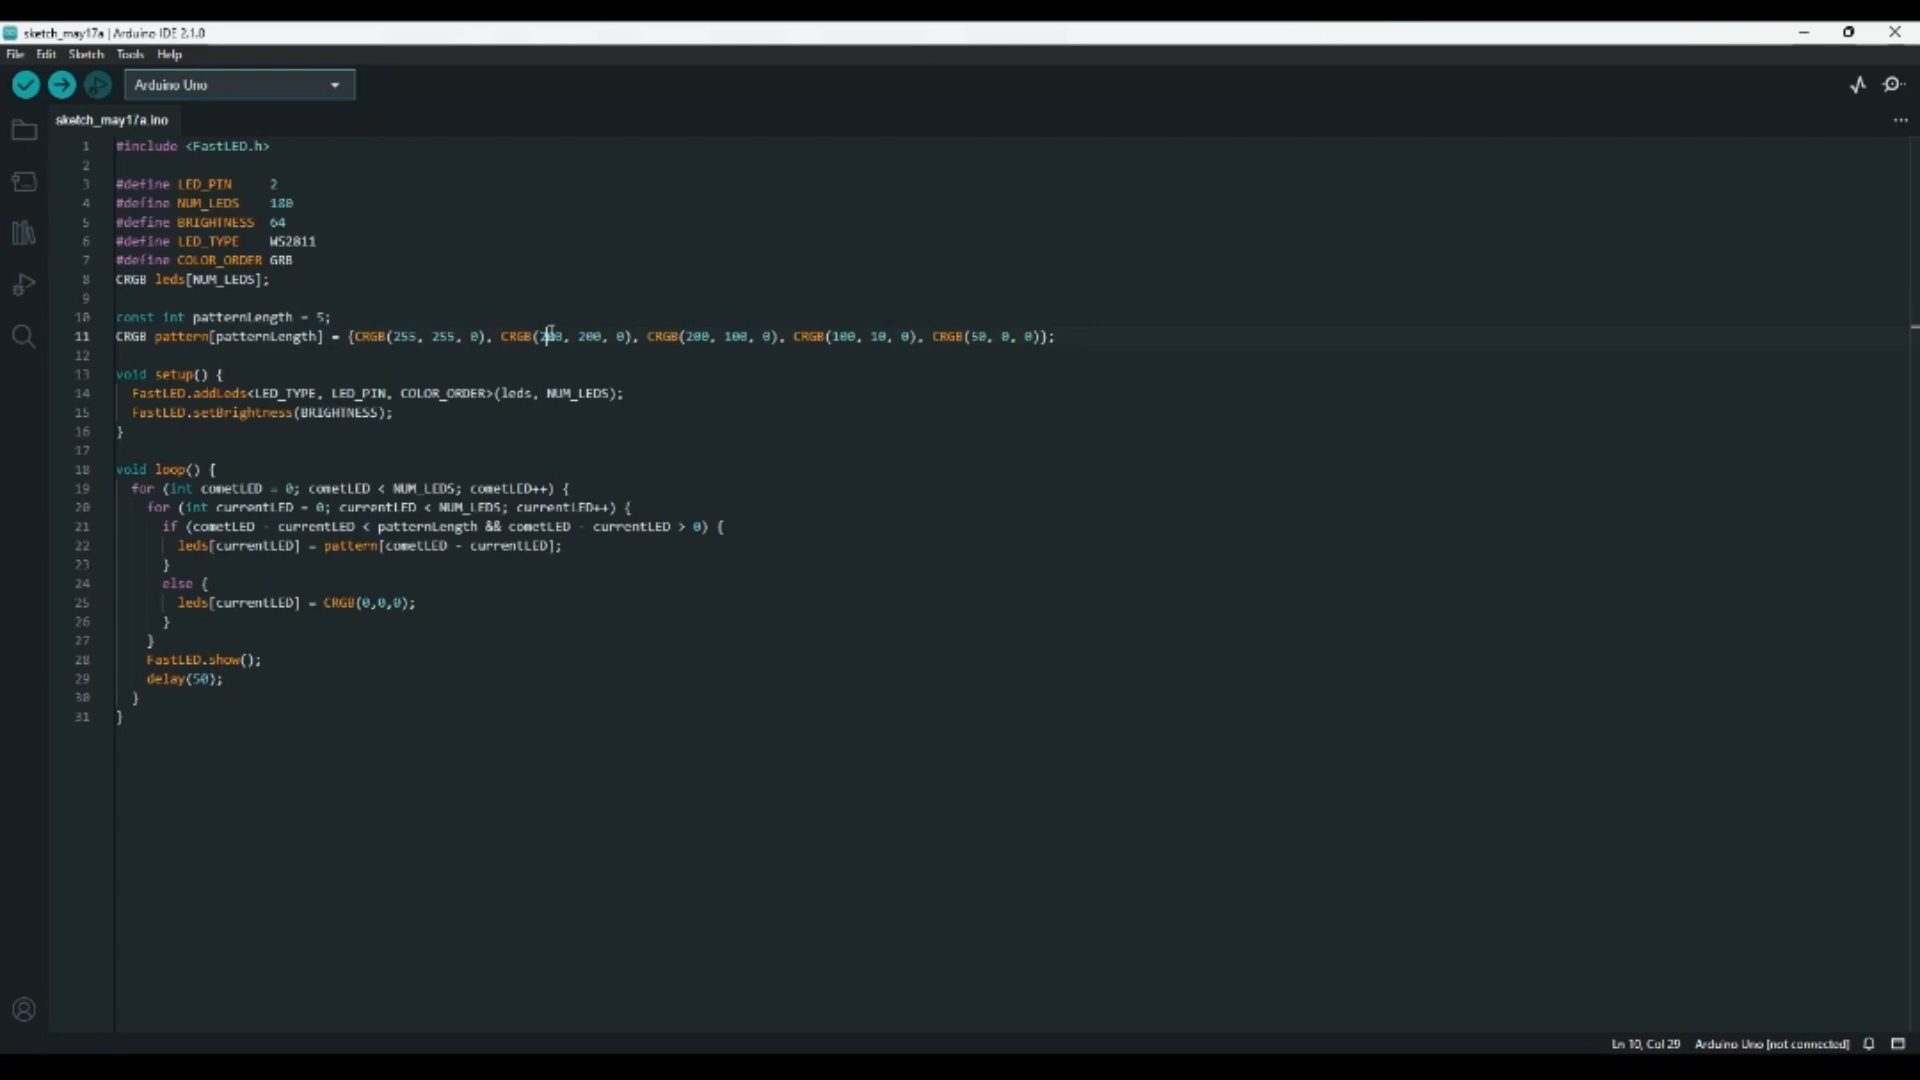 sketch_may17a | Arduino IDE 2.1.0
File Edit Sketch Tools Help
Arduino Uno
sketch_may17a.ino
1 #include <FastLED.h>
2
3 #define LED_PIN 2
4 #define NUM_LEDS 180
5 #define BRIGHTNESS 64
6 #define LED_TYPE WS2811
7 #define COLOR_ORDER GRB
8 CRGB leds[NUM_LEDS];
9
10 const int patternLength = 5;
11 CRGB pattern[patternLength] = {CRGB(255, 255, 0), CRGB(200, 200, 0), CRGB(200, 100, 0), CRGB(100, 10, 0), CRGB(50, 0, 0)};
12
13 void setup() {
14 FastLED.addLeds<LED_TYPE, LED_PIN, COLOR_ORDER>(leds, NUM_LEDS);
15 FastLED.setBrightness(BRIGHTNESS);
16 }
17
18 void loop() {
19 for (int cometLED = 0; cometLED < NUM_LEDS; cometLED++) {
20 for (int currentLED = 0; currentLED < NUM_LEDS; currentLED++) {
21 if (cometLED - currentLED < patternLength && cometLED - currentLED > 0) {
22 leds[currentLED] = pattern[cometLED - currentLED];
23 }
24 else {
25 leds[currentLED] = CRGB(0,0,0);
26 }
27 }
28 FastLED.show();
29 delay(50);
30 }
31 }
Ln 10, Col 29 Arduino Uno [not connected]